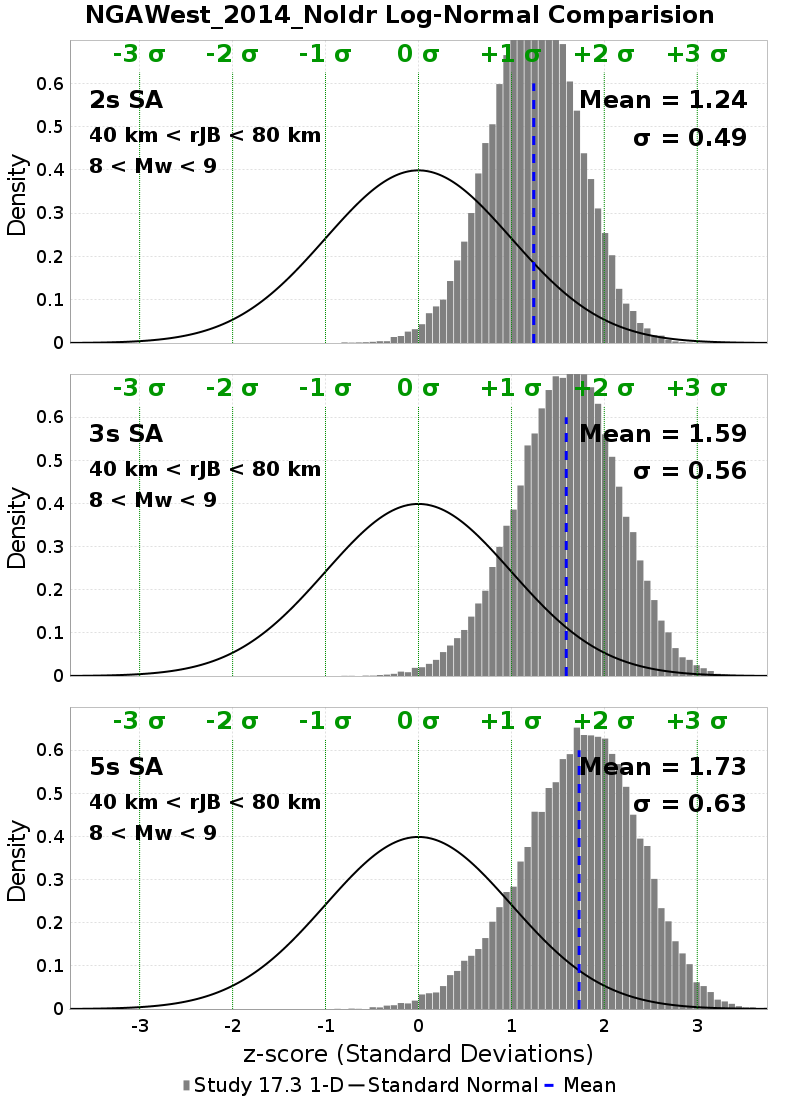 NGAWest_2014_NoIdr Log-Normal Comparision
-3 σ -2 σ -1 σ 0 σ +1 σ +2 σ +3 σ
0.6
2s SA Mean = 1.24
0.5
40 km < rJB < 80 km σ = 0.49
8 < Mw < 9
0.4
Density
0.3
0.2
0.1
0
-3 σ -2 σ -1 σ 0 σ +1 σ +2 σ +3 σ
0.6
3s SA Mean = 1.59
0.5
40 km < rJB < 80 km σ = 0.56
8 < Mw < 9
0.4
Density
0.3
0.2
0.1
0
-3 σ -2 σ -1 σ 0 σ +1 σ +2 σ +3 σ
0.6
5s SA Mean = 1.73
0.5
40 km < rJB < 80 km σ = 0.63
8 < Mw < 9
0.4
Density
0.3
0.2
0.1
0
-3 -2 -1 0 1 2 3
z-score (Standard Deviations)
Study 17.3 1-D Standard Normal Mean